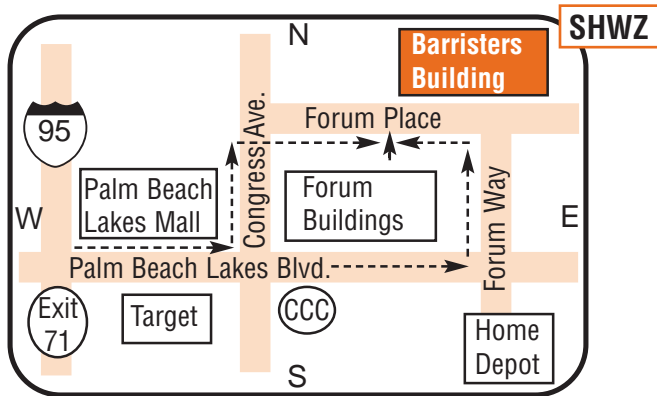 SHWZ
N
Barristers
Building
95
Forum Place
Congress Ave.
Palm Beach
Lakes Mall
Forum
Buildings
Forum Way
W
E
Palm Beach Lakes Blvd.
Exit
71
Target
CCC
Home
Depot
S